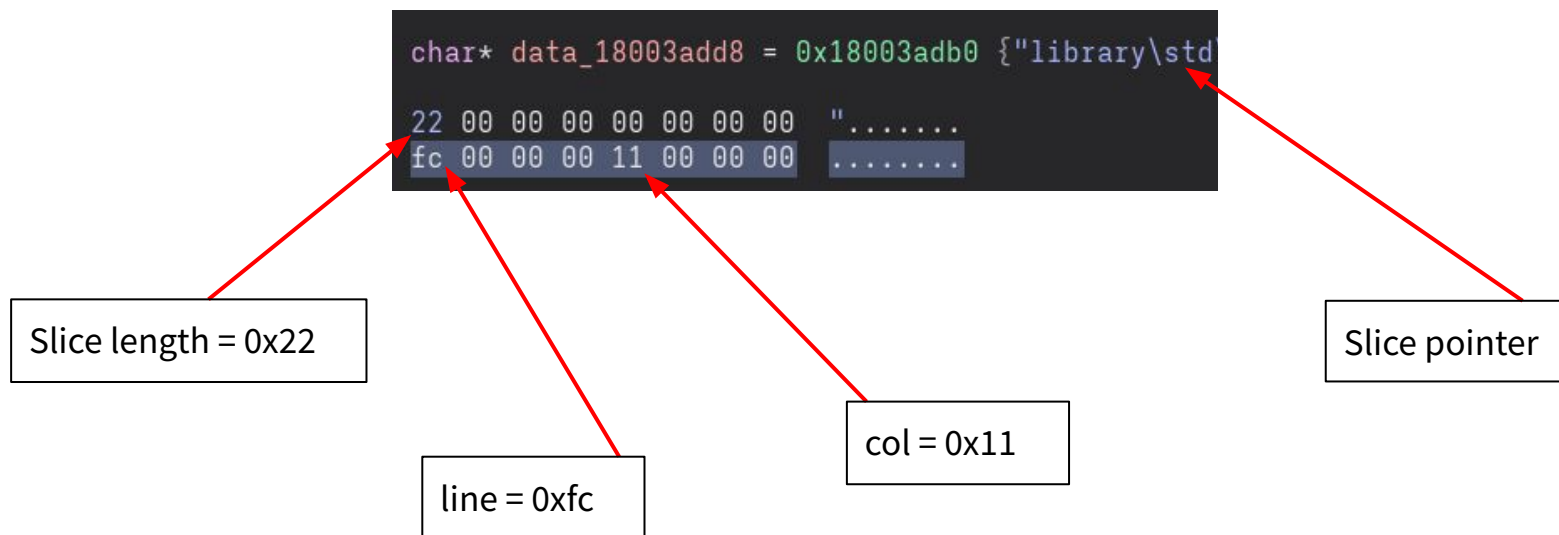 char* data_18003add8 = 0x18003adb0 {"library\std\
22 00 00 00 00 00 00 00 ".......
fc 00 00 00 11 00 00 00 ........
Slice length = 0x22
Slice pointer
col = 0x11
line = 0xfc